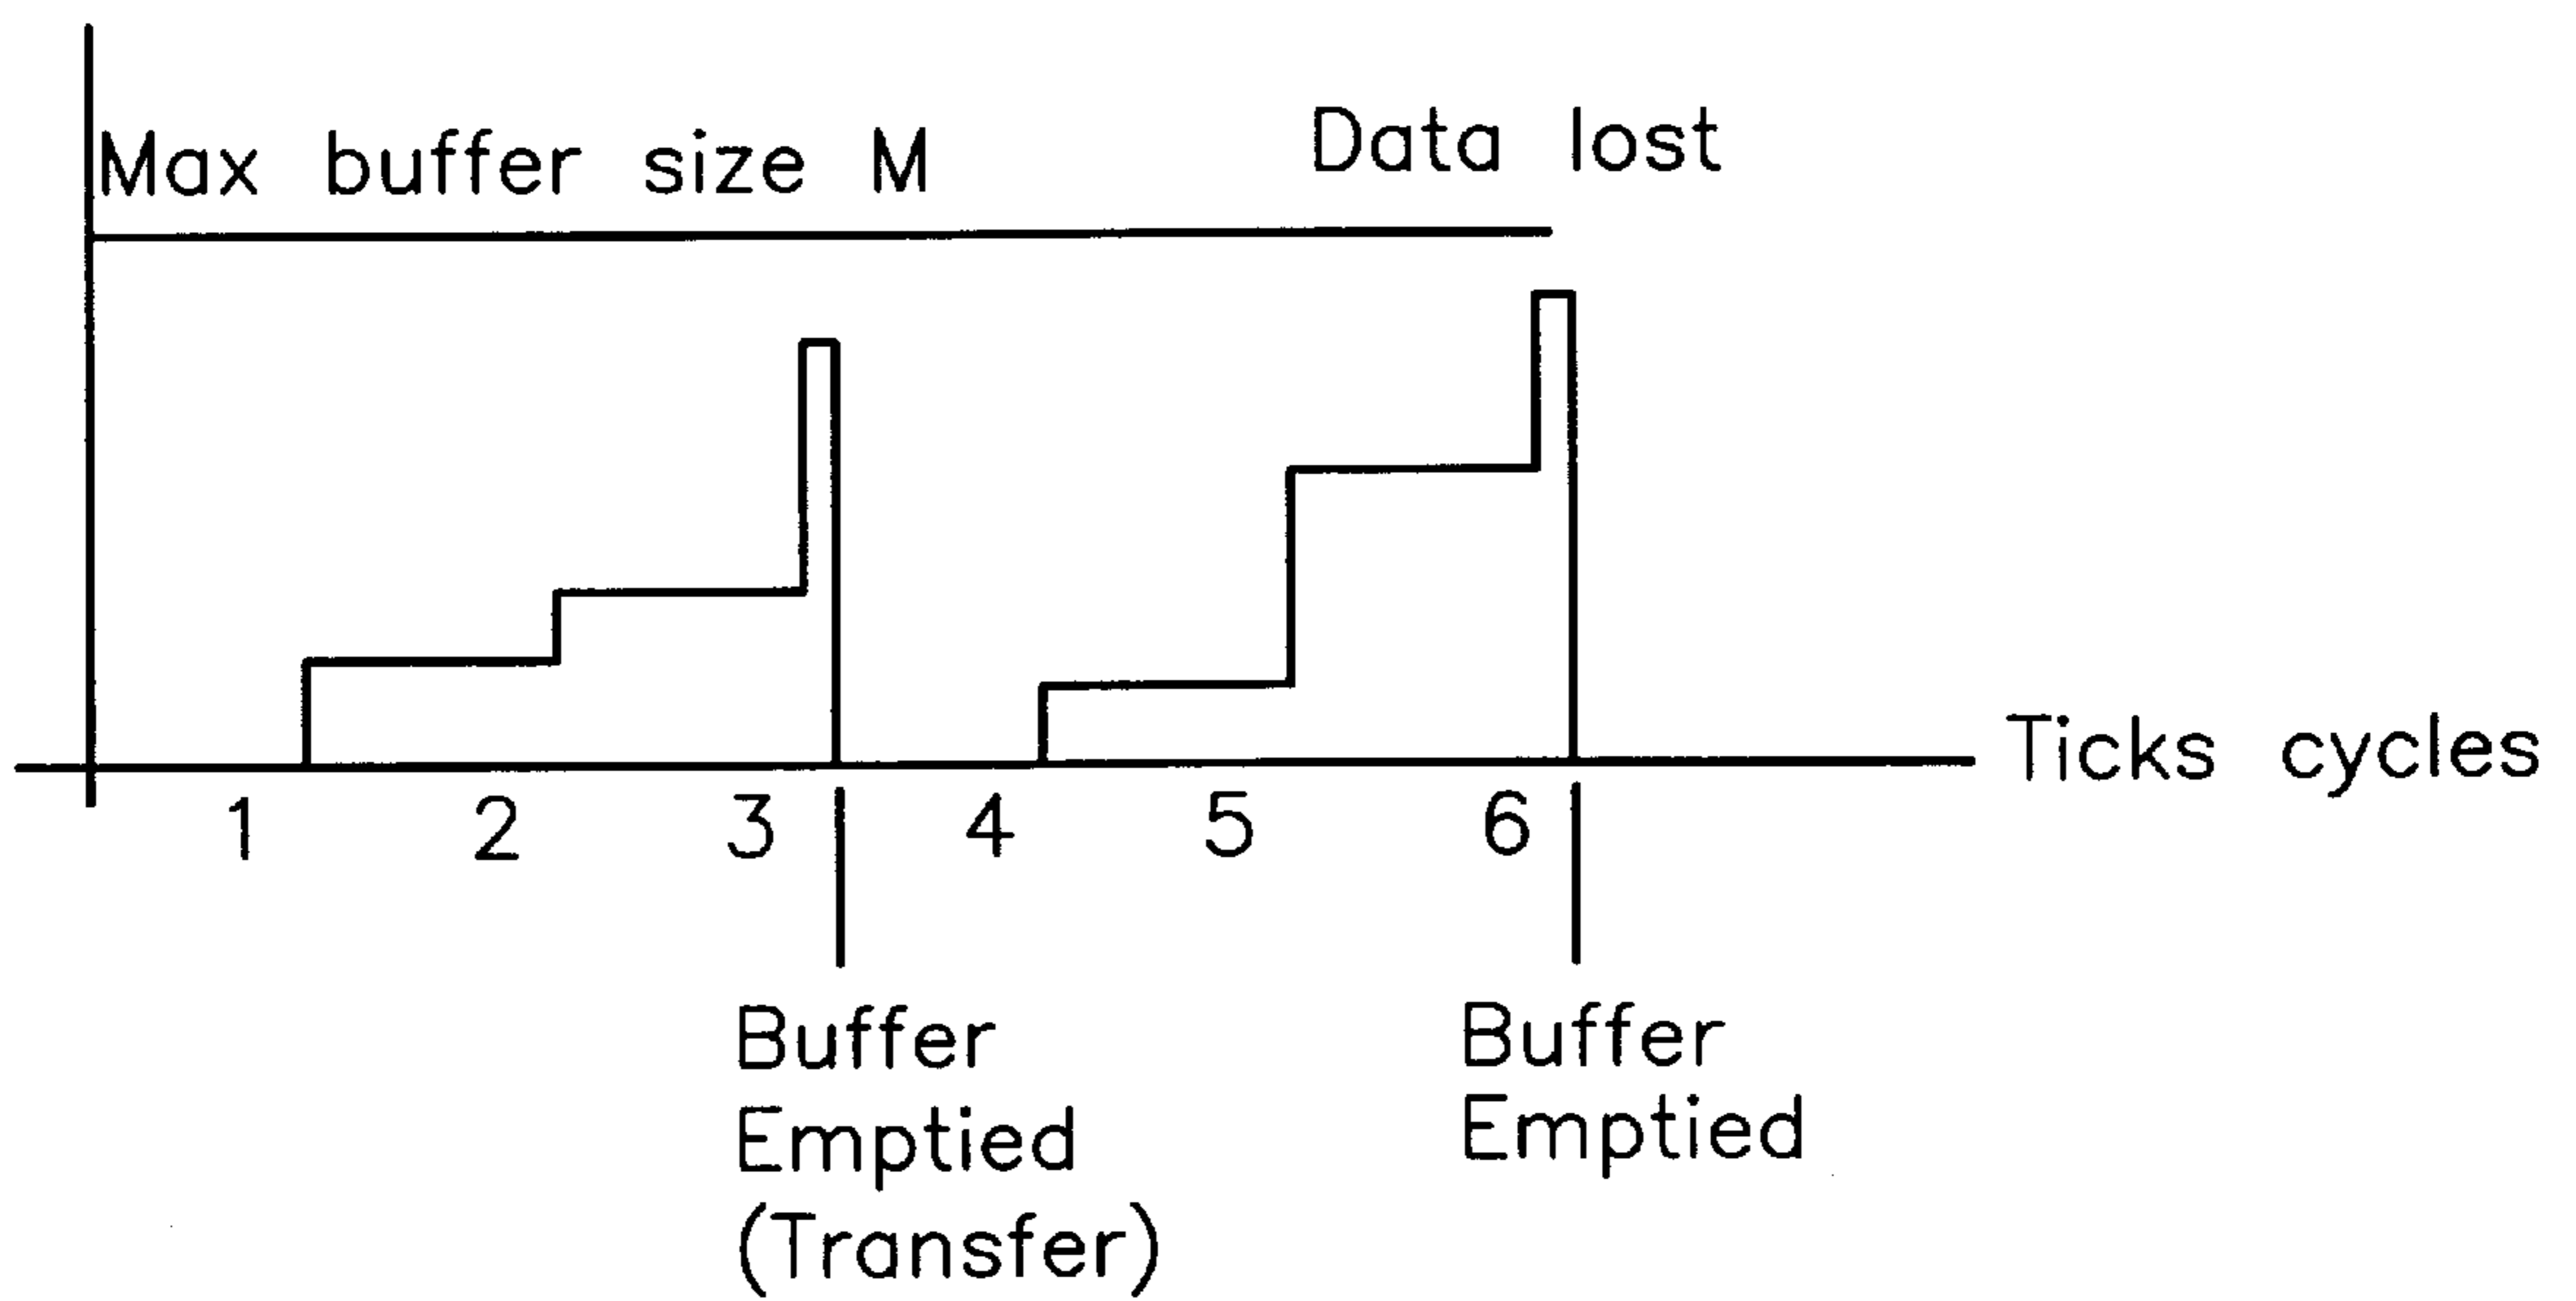 Max buffer size M
Data lost
Ticks cycles
1 2 3 4 5 6
Buffer
Emptied
(Transfer)
Buffer
Emptied